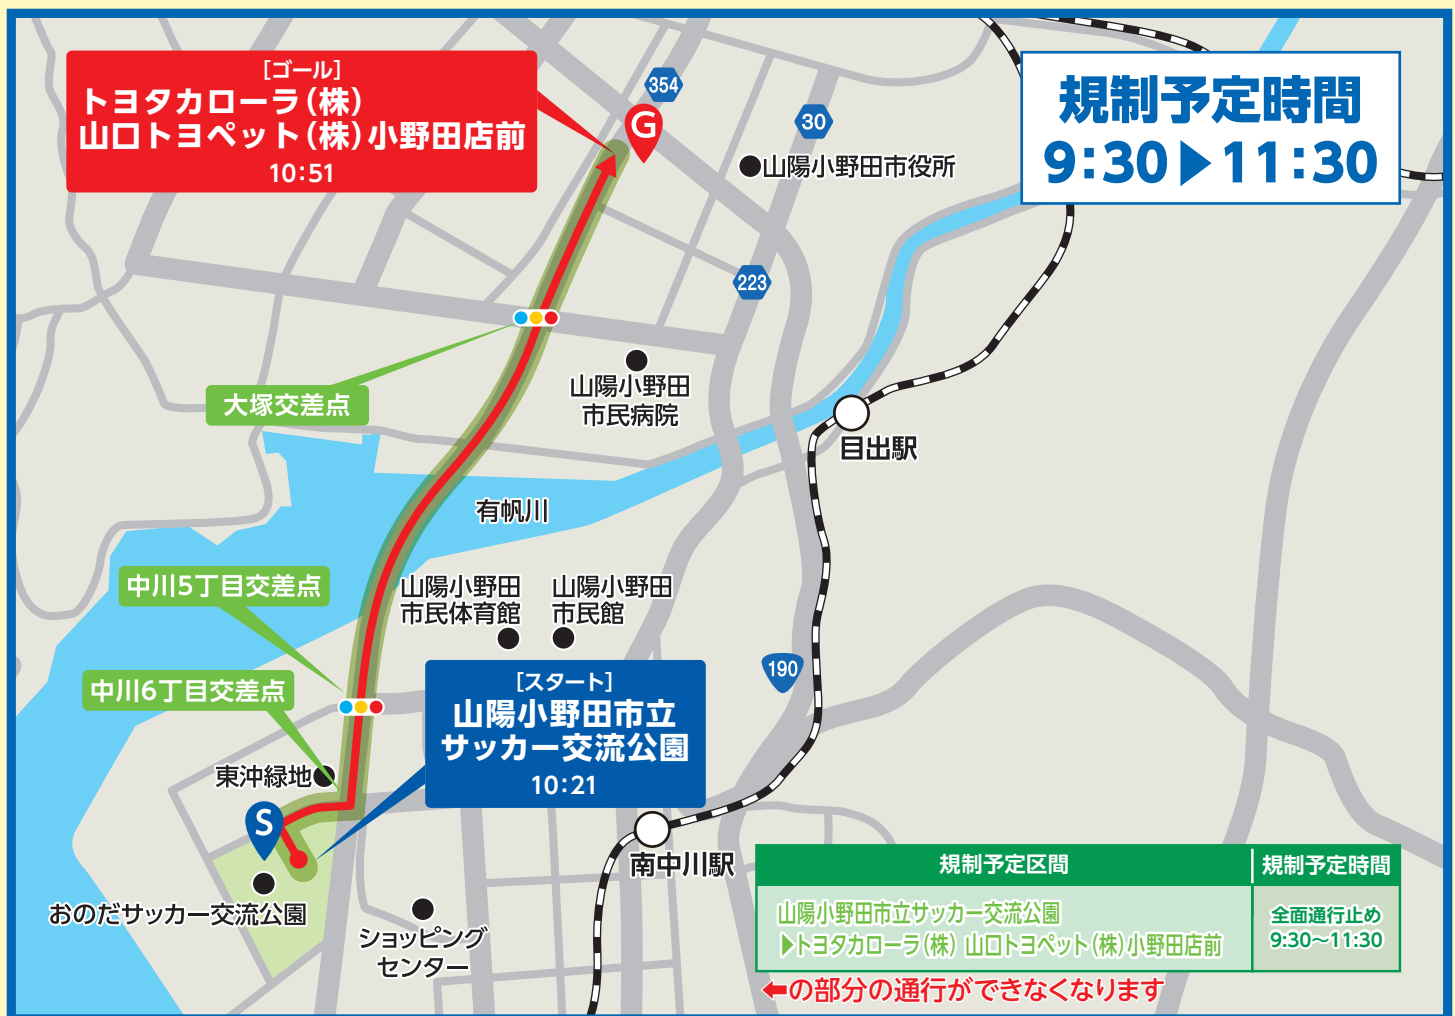 [ゴール]
トヨタカローラ(株)
山口トヨペット(株)小野田店前
10:51
354
G
30
山陽小野田市役所
規制予定時間
9:30▶11:30
223
大塚交差点
山陽小野田
市民病院
目出駅
有帆川
中川5丁目交差点
山陽小野田
市民体育館
山陽小野田
市民館
中川6丁目交差点
190
[スタート]
山陽小野田市立
サッカー交流公園
10:21
東沖緑地
S
おのだサッカー交流公園
ショッピング
センター
南中川駅
規制予定区間
規制予定時間
山陽小野田市立サッカー交流公園
▶トヨタカローラ(株) 山口トヨペット(株)小野田店前
全面通行止め
9:30〜11:30
←の部分の通行ができなくなります